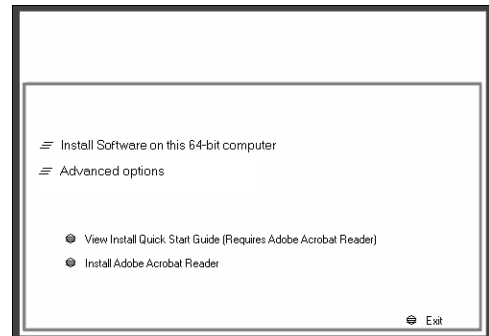 Install Software on this 64-bit computer
Advanced options
View Install Quick Start Guide (Requires Adobe Acrobat Reader)
Install Adobe Acrobat Reader
Exit